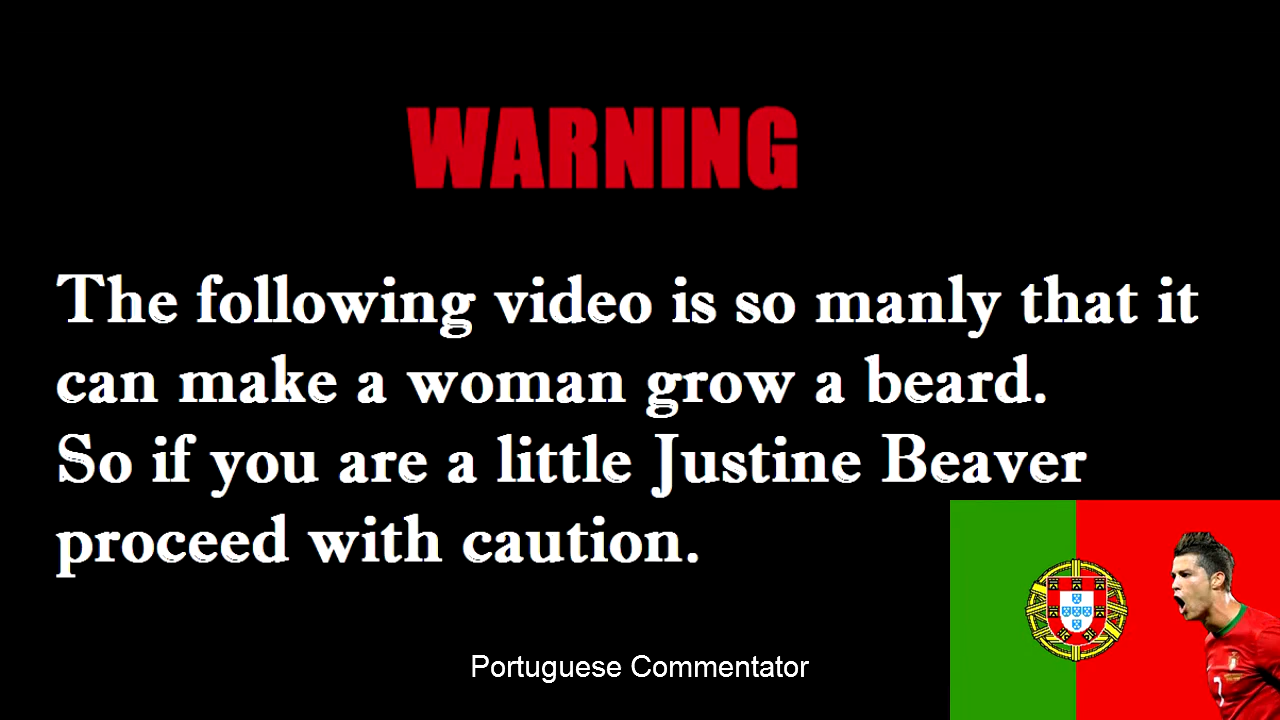 WARNING
The following video is so manly that it
can make a woman grow a beard.
So if you are a little Justine Beaver
proceed with caution.
Portuguese Commentator
7